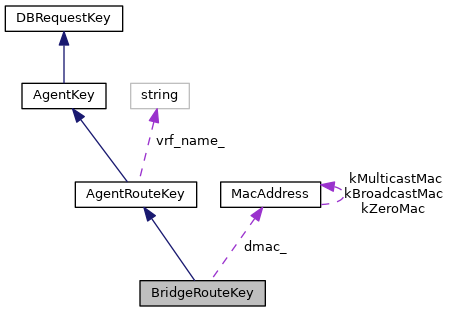 DBRequestKey
AgentKey
string
vrf_name_
AgentRouteKey
MacAddress
kMulticastMac
kBroadcastMac
kZeroMac
dmac_
BridgeRouteKey